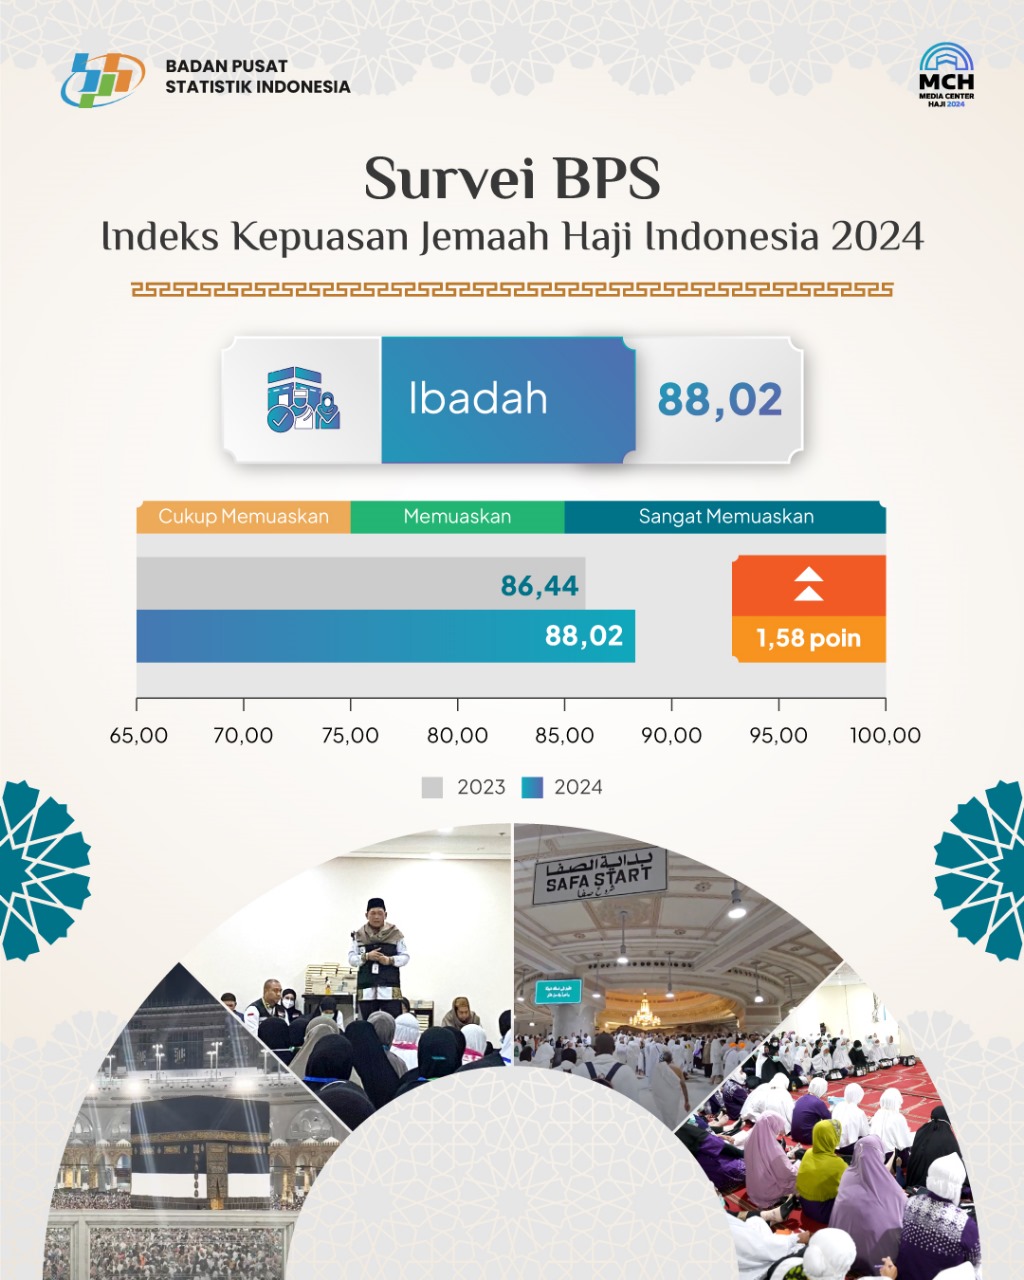 BADAN PUSAT
STATISTIK INDONESIA
MCH
MEDIA CENTER
HAJI 2024
Survei BPS
Indeks Kepuasan Jemaah Haji Indonesia 2024
Ibadah
88,02
Cukup Memuaskan
Memuaskan
Sangat Memuaskan
86,44
88,02
1,58 poin
65,00
70,00
75,00
80,00
85,00
90,00
95,00
100,00
2023
2024
بداية الصفا
SAFA START